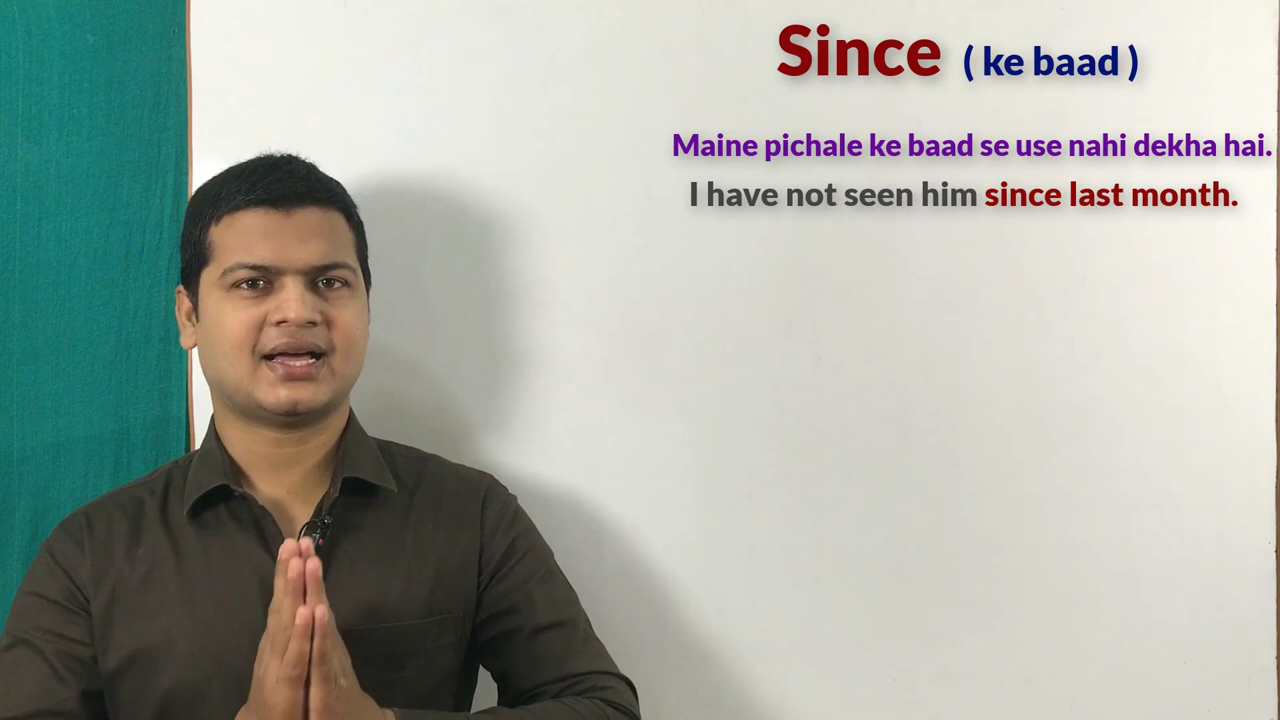 Since ( ke baad )
Maine pichale ke baad se use nahi dekha hai.
I have not seen him since last month.